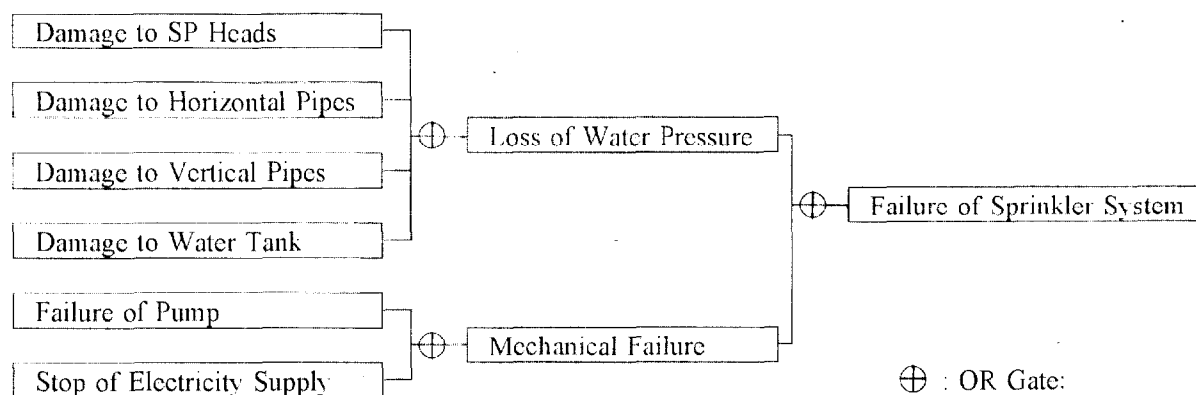 Damage to SP Heads
Damage to Horizontal Pipes
Damage to Vertical Pipes
Damage to Water Tank
Loss of Water Pressure
Failure of Sprinkler System
Failure of Pump
Stop of Electricity Supply
Mechanical Failure
: OR Gate: